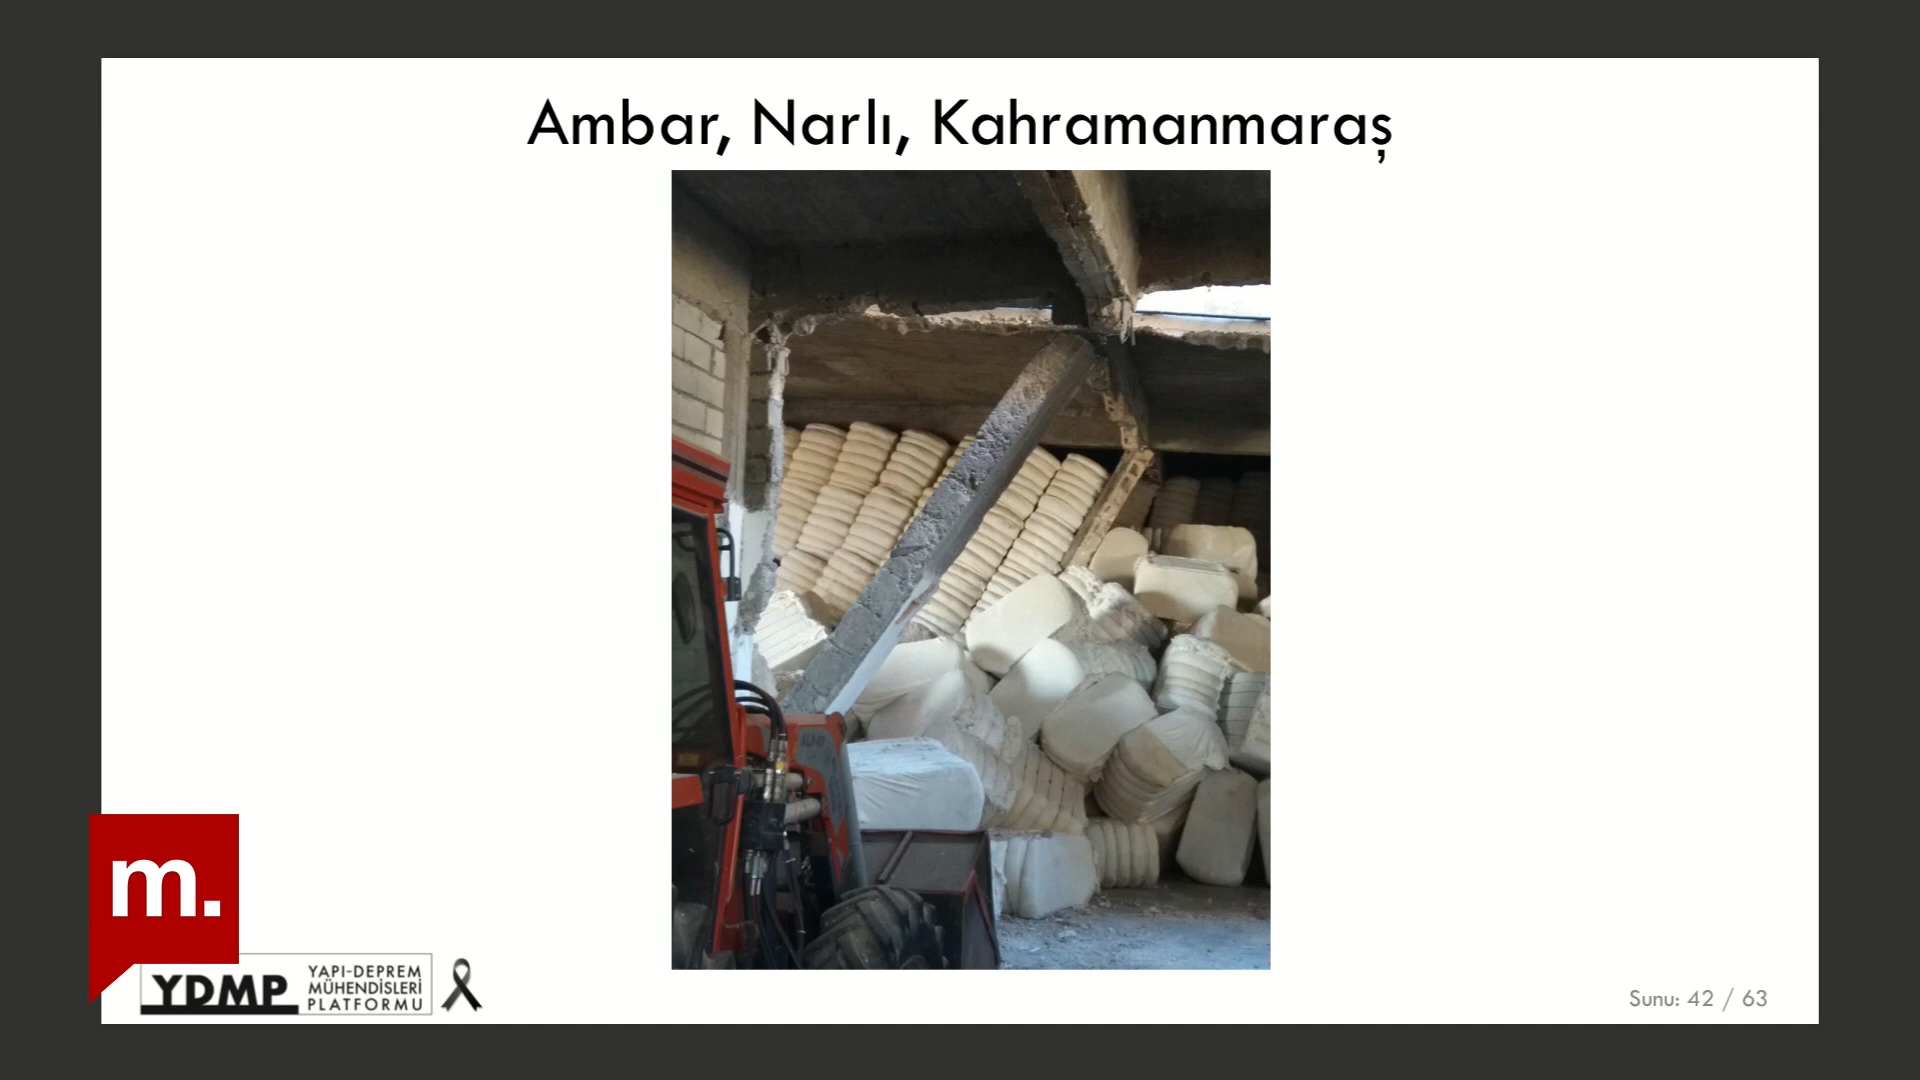 Ambar, Narlı, Kahramanmaraş
m.
YDMP
YAPI-DEPREM
MÜHENDİSLERİ
PLATFORMU
Sunu: 42 / 63